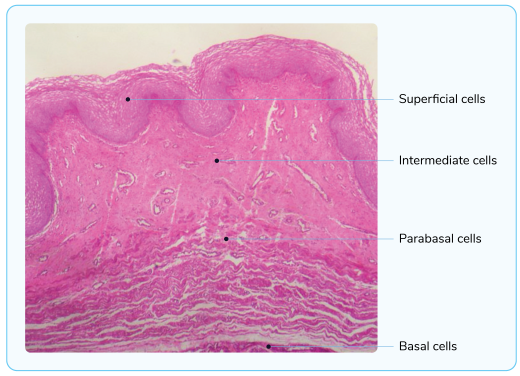 Superficial cells
Intermediate cells
Parabasal cells
Basal cells